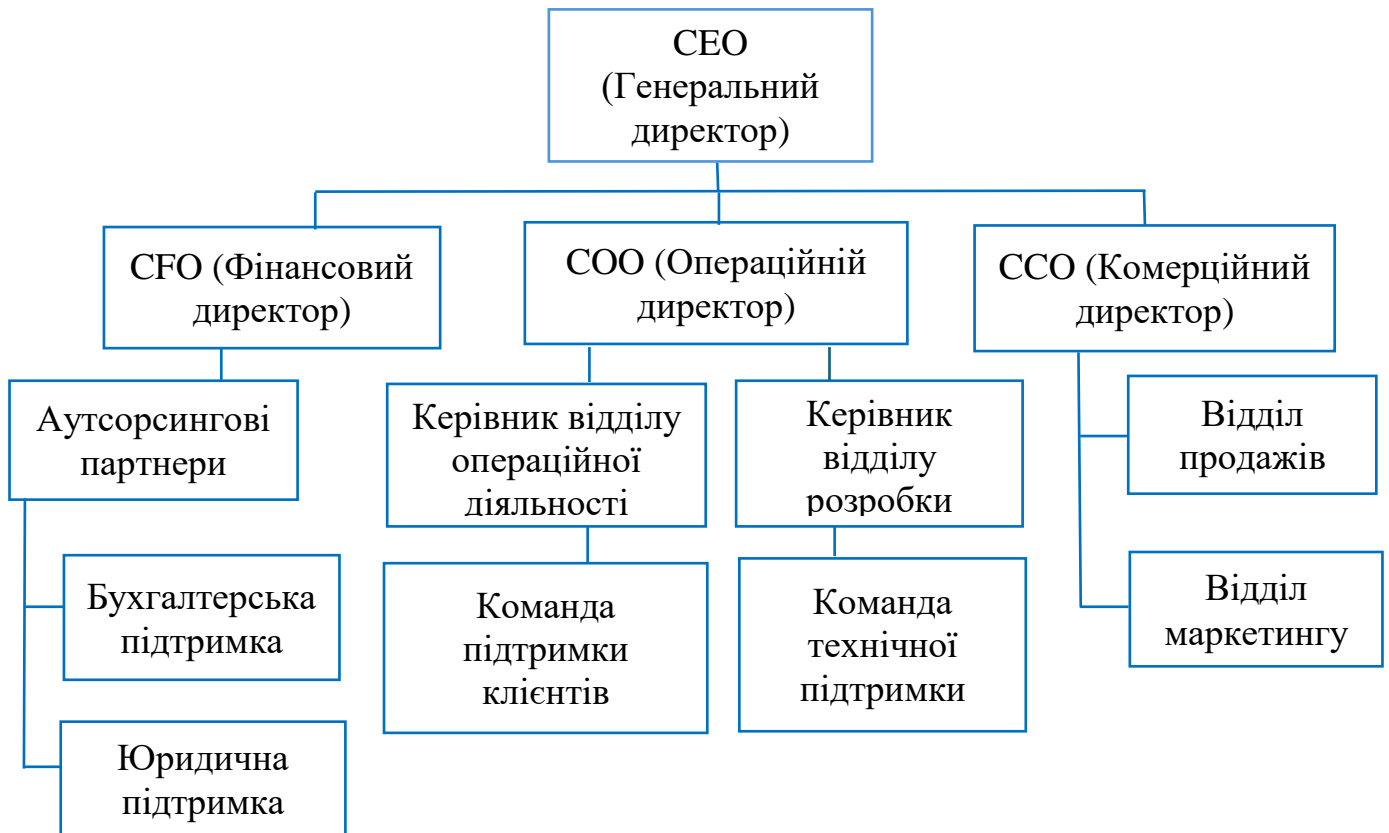 CEO
(Генеральний
директор)
CFO (Фінансовий
директор)
COO (Операційній
директор)
CCO (Комерційний
директор)
Аутсорсингові
партнери
Керівник відділу
операційної
діяльності
Керівник
відділу
розробки
Відділ
продажів
Бухгалтерська
підтримка
Команда
підтримки
клієнтів
Команда
технічної
підтримки
Відділ
маркетингу
Юридична
підтримка